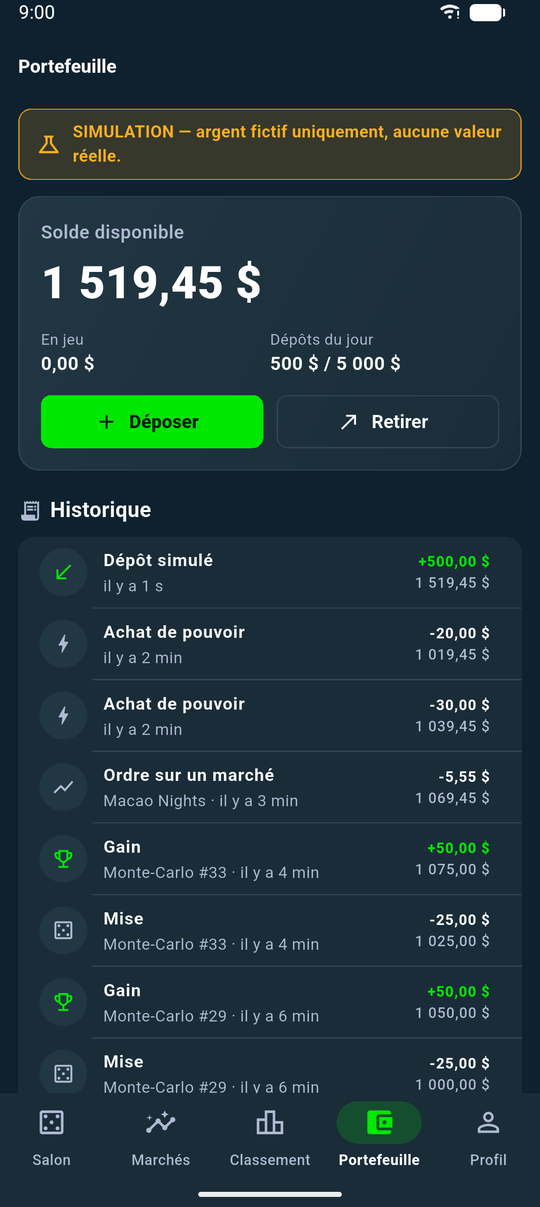 9:00
Portefeuille
SIMULATION — argent fictif uniquement, aucune valeur
réelle.
Solde disponible
1 519,45 $
En jeu
Dépôts du jour
0,00 $
500 $ / 5 000 $
Déposer
Retirer
Historique
Dépôt simulé
+500,00 $
il y a 1 s
1 519,45 $
Achat de pouvoir
-20,00 $
il y a 2 min
1 019,45 $
Achat de pouvoir
-30,00 $
il y a 2 min
1 039,45 $
Ordre sur un marché
-5,55 $
Macao Nights · il y a 3 min
1 069,45 $
Gain
+50,00 $
Monte-Carlo #33 · il y a 4 min
1 075,00 $
Mise
-25,00 $
Monte-Carlo #33 · il y a 4 min
1 025,00 $
Gain
+50,00 $
Monte-Carlo #29 · il y a 6 min
1 050,00 $
Mise
-25,00 $
Monte-Carlo #29 · il y a 6 min
1 000,00 $
Salon
Marchés
Classement
Portefeuille
Profil